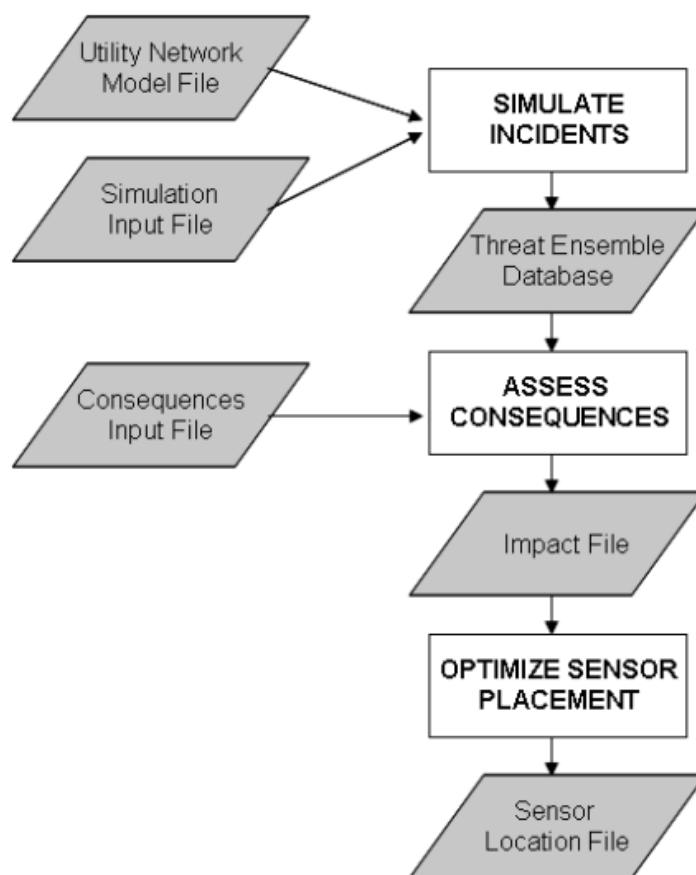 Utility Network
Model File
SIMULATE
INCIDENTS
Simulation
Input File
Threat Ensemble
Database
Consequences
Input File
ASSESS
CONSEQUENCES
Impact File
OPTIMIZE SENSOR
PLACEMENT
Sensor
Location File